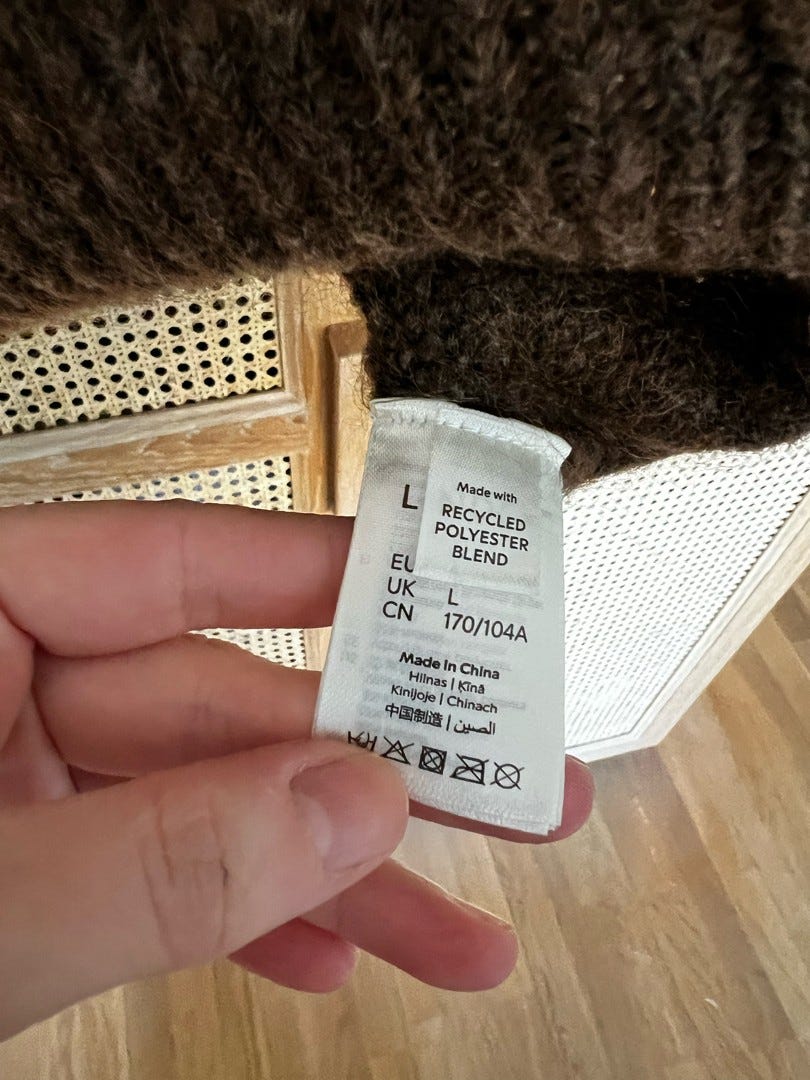 L
Made with
RECYCLED
POLYESTER
BLEND
EU
UK L
CN 170/104A
Made in China
Hiinas | Ķīnā
Kinijoje | Chinach
中国制造 | الصين